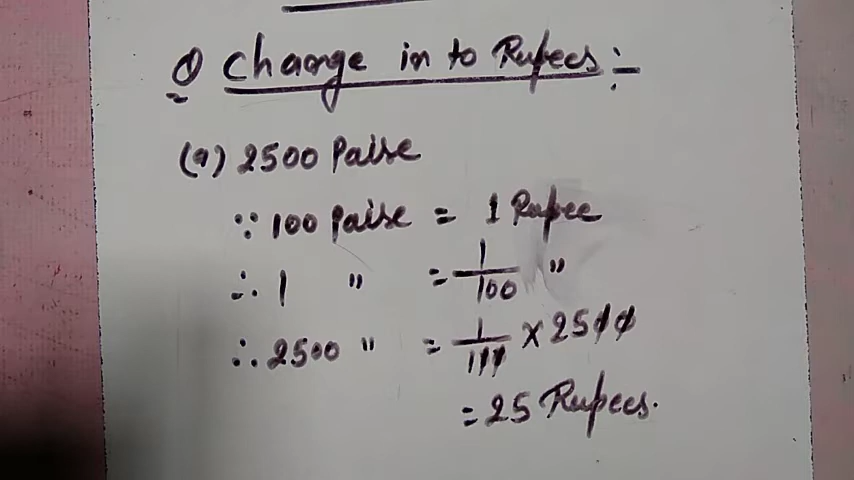 Q Change in to Rupees :-
(a) 2500 Paise
∵ 100 Paise = 1 Rupee
∴ 1 " = 1/100 "
∴ 2500 " = 1/100 × 2500
= 25 Rupees.